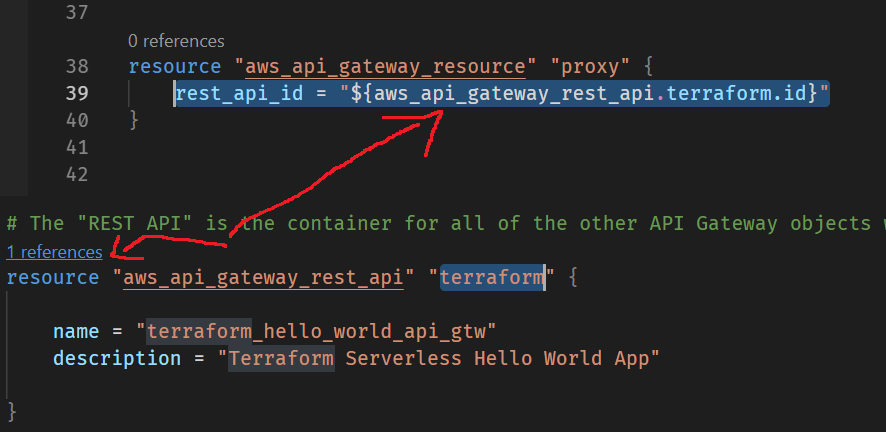 37
0 references
38 resource "aws_api_gateway_resource" "proxy" {
39 rest_api_id = "${aws_api_gateway_rest_api.terraform.id}"
40 }
41
42
# The "REST API" is the container for all of the other API Gateway objects
1 references
resource "aws_api_gateway_rest_api" "terraform" {
name = "terraform_hello_world_api_gtw"
description = "Terraform Serverless Hello World App"
}